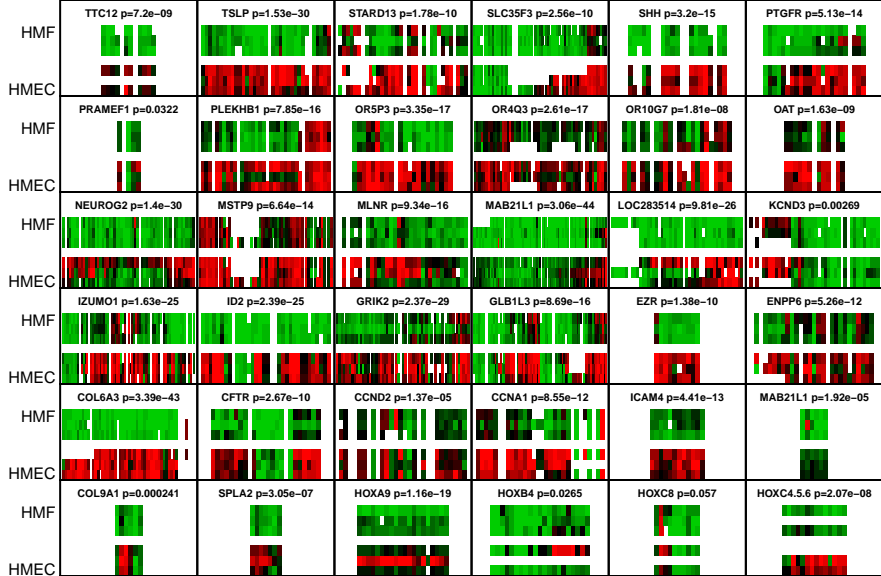 TTC12 p=7.2e−09 TSLP p=1.53e−30 STARD13 p=1.78e−10 SLC35F3 p=2.56e−10 SHH p=3.2e−15 PTGFR p=5.13e−14
HMF
HMEC
PRAMEF1 p=0.0322 PLEKHB1 p=7.85e−16 OR5P3 p=3.35e−17 OR4Q3 p=2.61e−17 OR10G7 p=1.81e−08 OAT p=1.63e−09
HMF
HMEC
NEUROG2 p=1.4e−30 MSTP9 p=6.64e−14 MLNR p=9.34e−16 MAB21L1 p=3.06e−44 LOC283514 p=9.81e−26 KCND3 p=0.00269
HMF
HMEC
IZUMO1 p=1.63e−25 ID2 p=2.39e−25 GRIK2 p=2.37e−29 GLB1L3 p=8.69e−16 EZR p=1.38e−10 ENPP6 p=5.26e−12
HMF
HMEC
COL6A3 p=3.39e−43 CFTR p=2.67e−10 CCND2 p=1.37e−05 CCNA1 p=8.55e−12 ICAM4 p=4.41e−13 MAB21L1 p=1.92e−05
HMF
HMEC
COL9A1 p=0.000241 SPLA2 p=3.05e−07 HOXA9 p=1.16e−19 HOXB4 p=0.0265 HOXC8 p=0.057 HOXC4.5.6 p=2.07e−08
HMF
HMEC